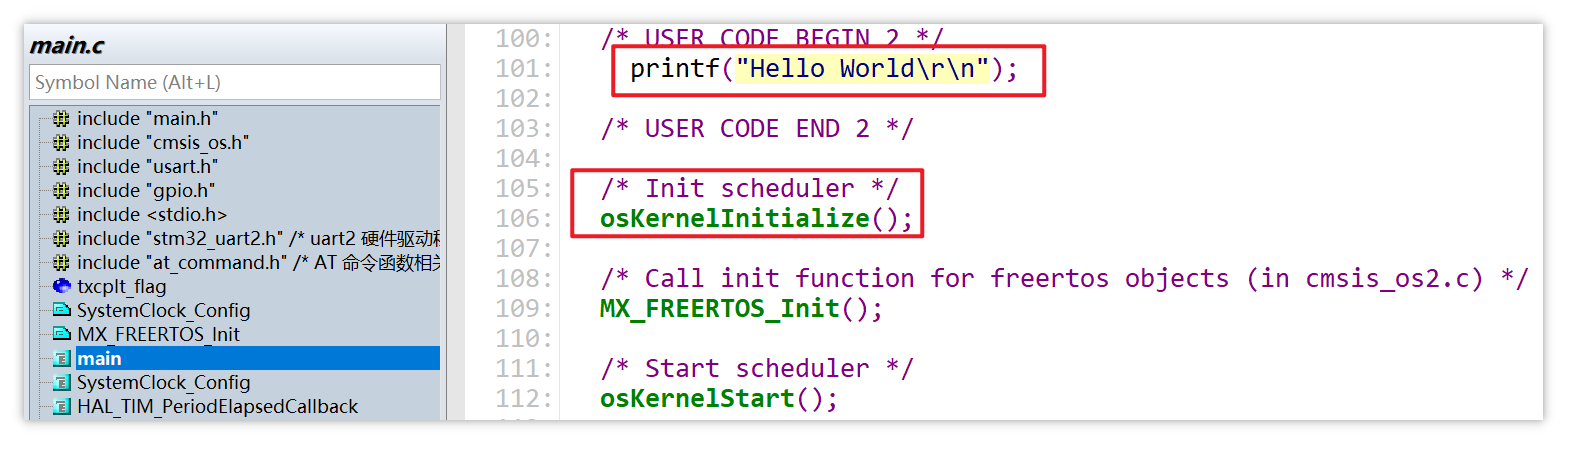 main.c
Symbol Name (Alt+L)
include "main.h"
include "cmsis_os.h"
include "usart.h"
include "gpio.h"
include <stdio.h>
include "stm32_uart2.h" /* uart2 硬件驱动
include "at_command.h" /* AT 命令函数相关
txcplt_flag
SystemClock_Config
MX_FREERTOS_Init
main
SystemClock_Config
HAL_TIM_PeriodElapsedCallback
100: /* USER CODE BEGIN 2 */
101: printf("Hello World\r\n");
102:
103: /* USER CODE END 2 */
104:
105: /* Init scheduler */
106: osKernelInitialize();
107:
108: /* Call init function for freertos objects (in cmsis_os2.c) */
109: MX_FREERTOS_Init();
110:
111: /* Start scheduler */
112: osKernelStart();